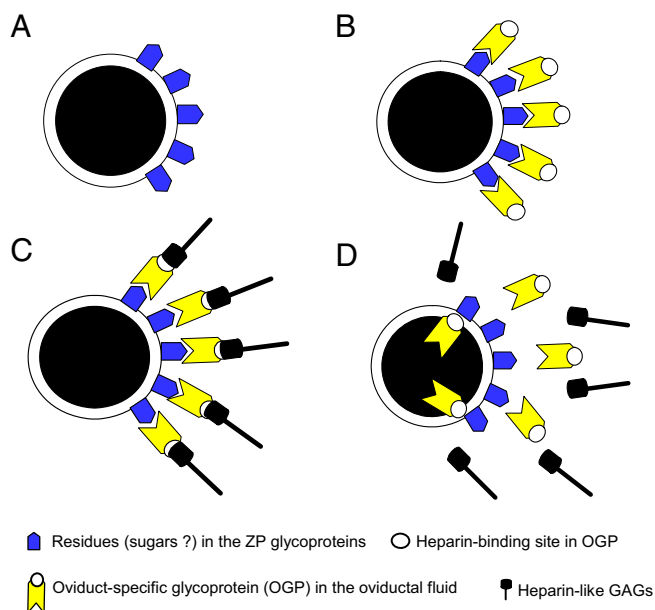 A
B
C
D
Residues (sugars ?) in the ZP glycoproteins
Heparin-binding site in OGP
Oviduct-specific glycoprotein (OGP) in the oviductal fluid
Heparin-like GAGs